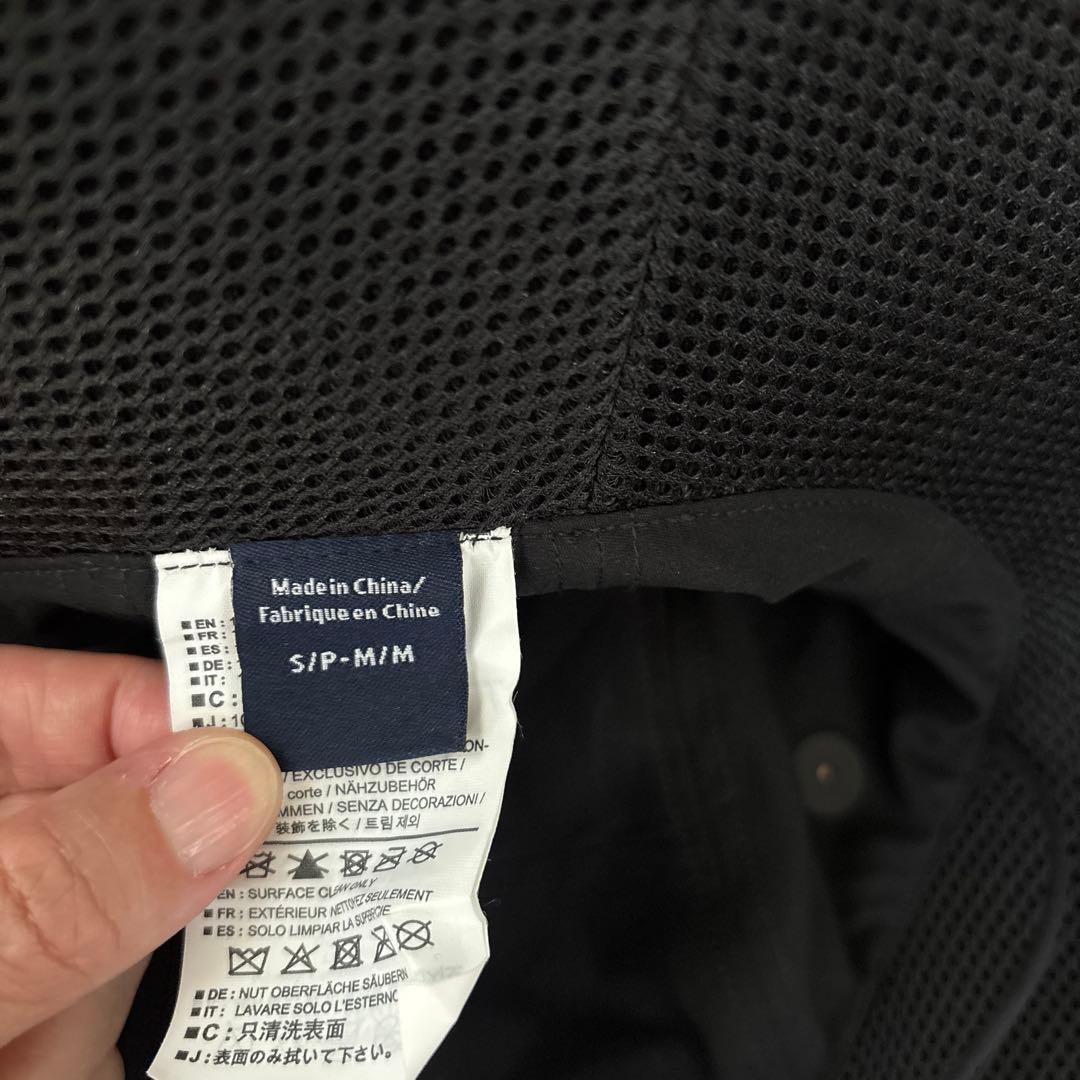 Made in China/
Fabrique en Chine
S/P-M/M
■ EN :
■ FR :
■ ES :
■ DE :
■ IT :
■ C :
■ J : 10
ON-
/ EXCLUSIVO DE CORTE /
corte / NÄHZUBEHÖR
MMEN / SENZA DECORAZIONI /
装飾を除く / 트림 제외
EN : SURFACE CLEAN ONLY
■ FR : EXTÉRIEUR NETTOYEZ SEULEMENT
■ ES : SOLO LIMPIAR LA SUPERFICIE
■ DE : NUT OBERFLÄCHE SÄUBERN
■ IT : LAVARE SOLO L'ESTERNO
■ C : 只清洗表面
■ J : 表面のみ拭いて下さい。